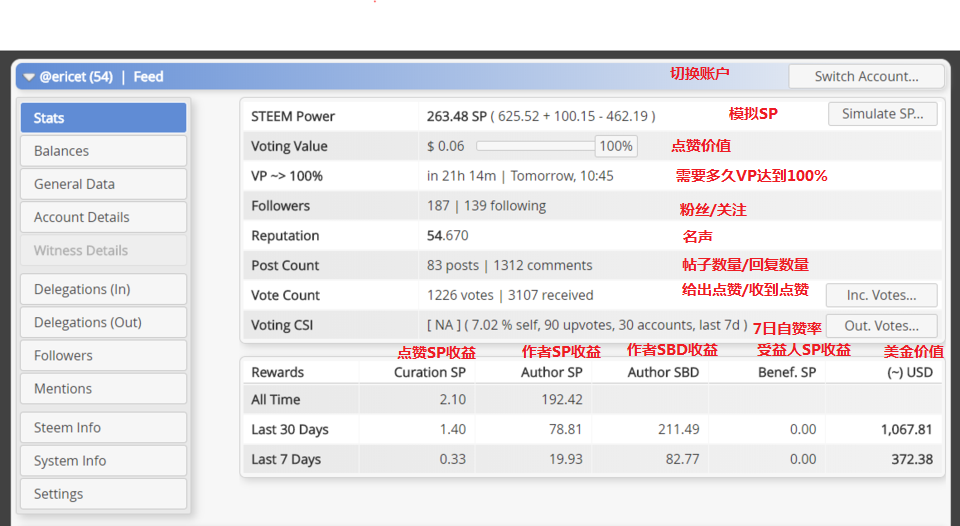 @ericet (54) | Feed 切换账户 Switch Account...
Stats
Balances
General Data
Account Details
Witness Details
Delegations (In)
Delegations (Out)
Followers
Mentions
Steem Info
System Info
Settings
STEEM Power 263.48 SP ( 625.52 + 100.15 - 462.19 ) 模拟SP Simulate SP...
Voting Value $ 0.06 100% 点赞价值
VP ~> 100% in 21h 14m | Tomorrow, 10:45 需要多久VP达到100%
Followers 187 | 139 following 粉丝/关注
Reputation 54.670 名声
Post Count 83 posts | 1312 comments 帖子数量/回复数量
Vote Count 1226 votes | 3107 received 给出点赞/收到点赞 Inc. Votes...
Voting CSI [ NA ] ( 7.02 % self, 90 upvotes, 30 accounts, last 7d ) 7日自赞率 Out. Votes...
点赞SP收益 作者SP收益 作者SBD收益 受益人SP收益 美金价值
Rewards Curation SP Author SP Author SBD Benef. SP (~) USD
All Time 2.10 192.42
Last 30 Days 1.40 78.81 211.49 0.00 1,067.81
Last 7 Days 0.33 19.93 82.77 0.00 372.38